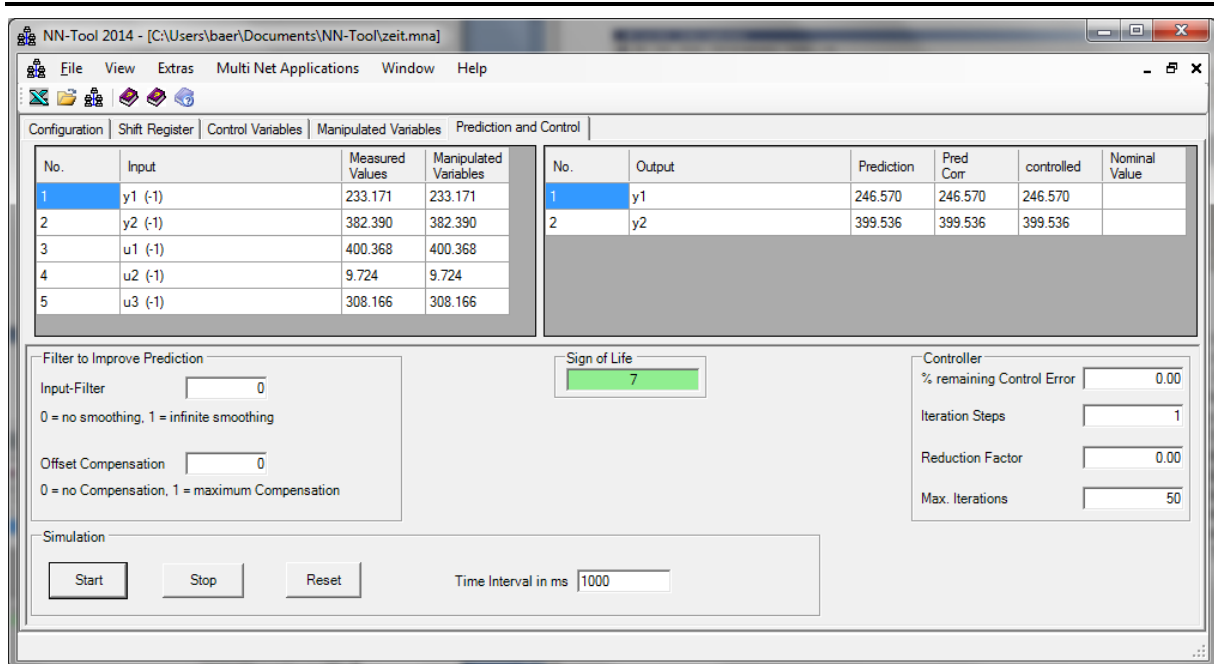 NN-Tool 2014 - [C:\Users\baer\Documents\NN-Tool\zeit.mna]
File View Extras Multi Net Applications Window Help
Configuration Shift Register Control Variables Manipulated Variables Prediction and Control
No. Input Measured Values Manipulated Variables
1 y1 (-1) 233.171 233.171
2 y2 (-1) 382.390 382.390
3 u1 (-1) 400.368 400.368
4 u2 (-1) 9.724 9.724
5 u3 (-1) 308.166 308.166
No. Output Prediction Pred Corr controlled Nominal Value
1 y1 246.570 246.570 246.570
2 y2 399.536 399.536 399.536
Filter to Improve Prediction
Input-Filter 0
0 = no smoothing, 1 = infinite smoothing
Offset Compensation 0
0 = no Compensation, 1 = maximum Compensation
Sign of Life
7
Controller
% remaining Control Error 0.00
Iteration Steps 1
Reduction Factor 0.00
Max. Iterations 50
Simulation
Start Stop Reset Time Interval in ms 1000